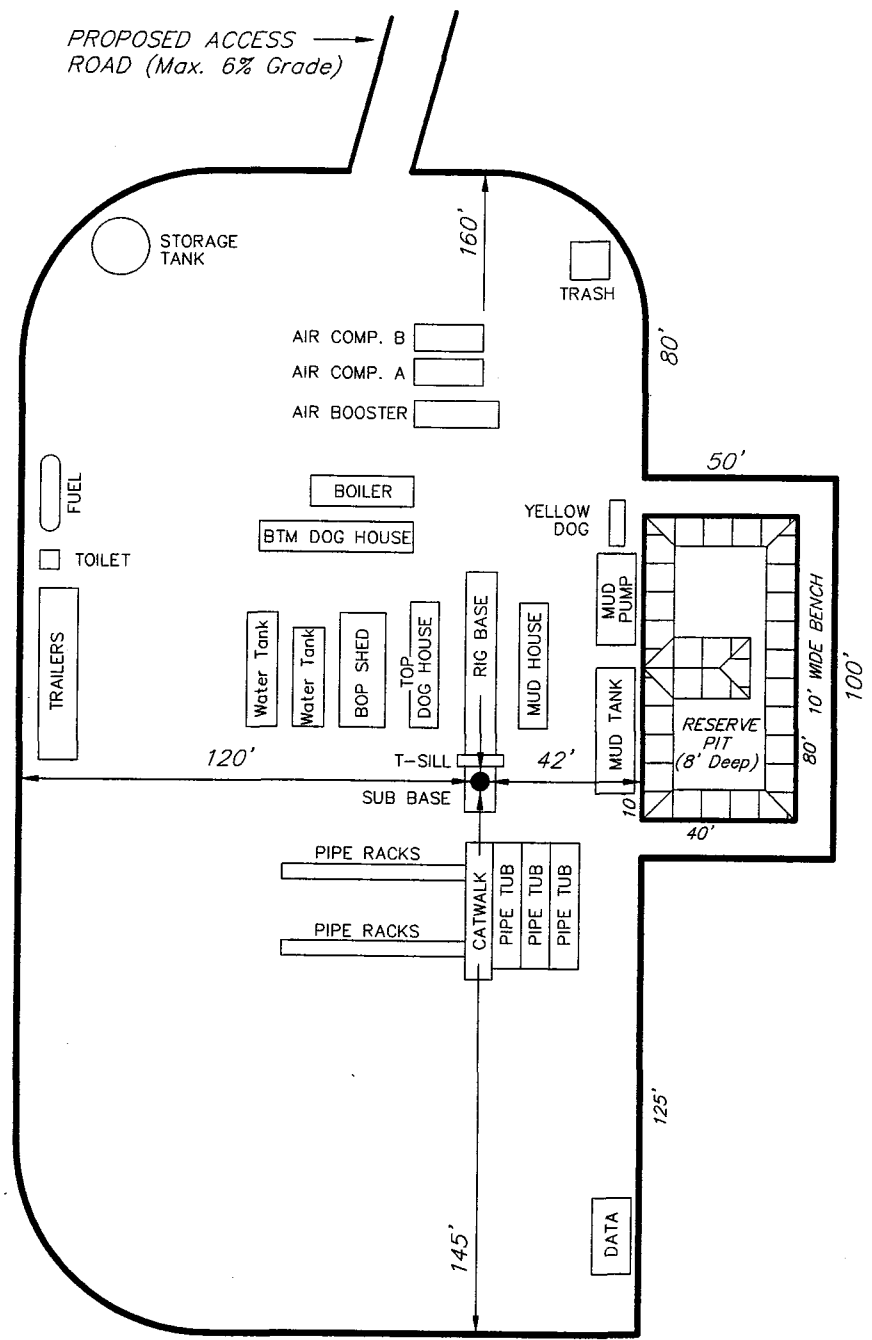 PROPOSED ACCESS
ROAD (Max. 6% Grade)
STORAGE
TANK
160'
TRASH
AIR COMP. B
AIR COMP. A
AIR BOOSTER
80'
FUEL
BOILER
50'
YELLOW
DOG
BTM DOG HOUSE
TOILET
TRAILERS
Water Tank
Water Tank
BOP SHED
TOP
DOG HOUSE
RIG BASE
MUD HOUSE
MUD
PUMP
MUD TANK
RESERVE
PIT
(8' Deep)
10' WIDE BENCH
80'
100'
T-SILL
120'
42'
SUB BASE
10'
40'
PIPE RACKS
PIPE RACKS
CATWALK
PIPE TUB
PIPE TUB
PIPE TUB
125'
DATA
145'